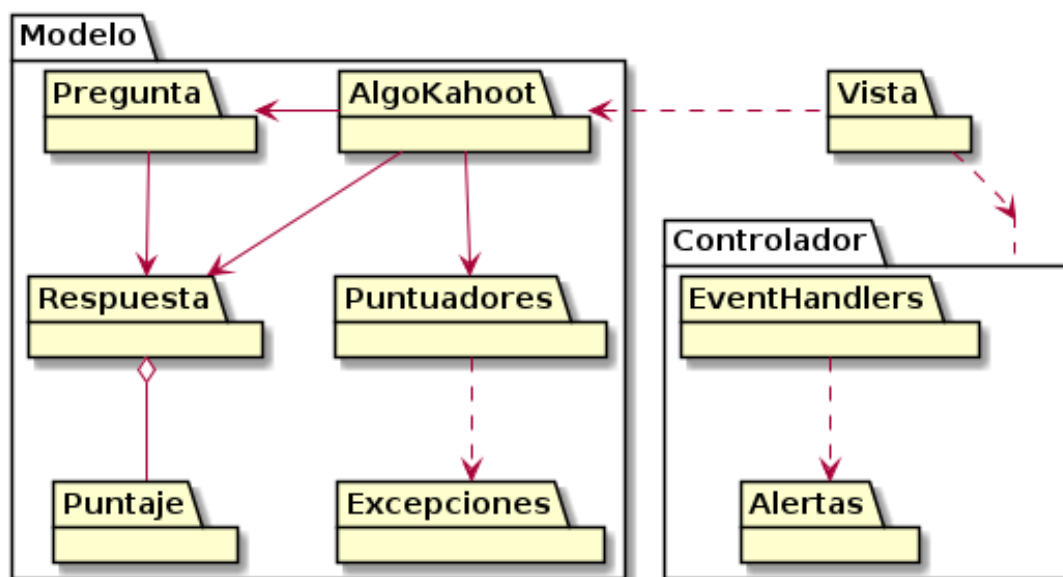 Modelo
Pregunta
AlgoKahoot
Vista
Controlador
Respuesta
Puntuadores
EventHandlers
Puntaje
Excepciones
Alertas